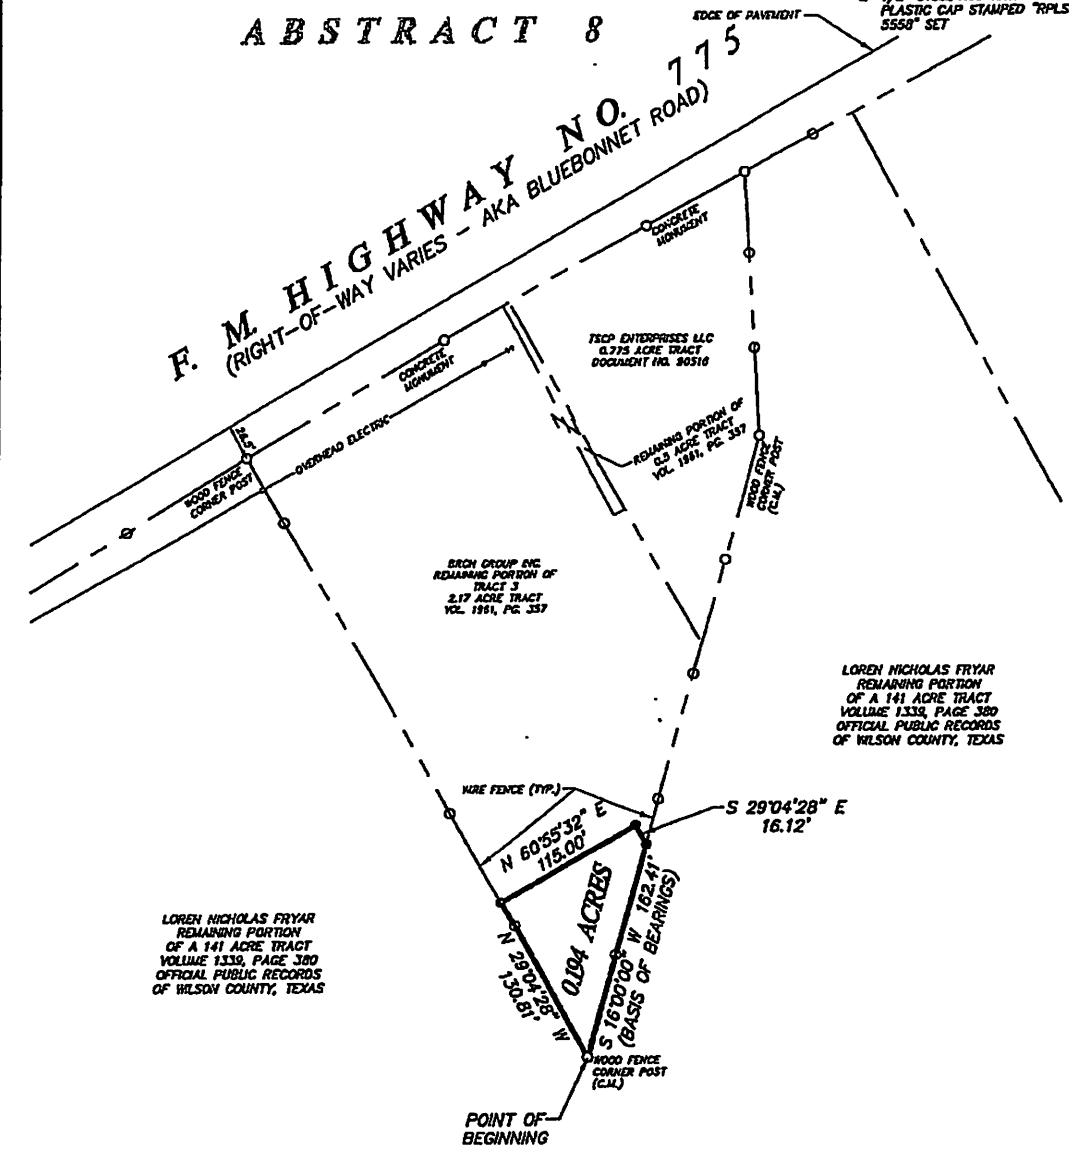 PLASTIC CAP STAMPED "RPLS
5558" SET
ABSTRACT 8
EDGE OF PAVEMENT
F. M. HIGHWAY NO. 775
(RIGHT-OF-WAY VARIES - AKA BLUEBONNET ROAD)
CONCRETE
MONUMENT
TSCP ENTERPRISES LLC
0.775 ACRE TRACT
DOCUMENT NO. 90516
CONCRETE
MONUMENT
OVERHEAD ELECTRIC
REMAINING PORTION OF
0.5 ACRE TRACT
VOL. 1961, PG. 357
26.5'
WOOD FENCE
CORNER POST
WOOD FENCE
CORNER POST
(C.M.)
BRCH GROUP INC.
REMAINING PORTION OF
TRACT 3
2.17 ACRE TRACT
VOL. 1961, PG. 357
LOREN NICHOLAS FRYAR
REMAINING PORTION
OF A 141 ACRE TRACT
VOLUME 1339, PAGE 380
OFFICIAL PUBLIC RECORDS
OF WILSON COUNTY, TEXAS
WIRE FENCE (TYP.)
S 29°04'28" E
16.12'
N 60°55'32" E
115.00'
0.194 ACRES
S 16°00'00" W 162.41'
(BASIS OF BEARINGS)
N 29°04'28" W
130.81'
LOREN NICHOLAS FRYAR
REMAINING PORTION
OF A 141 ACRE TRACT
VOLUME 1339, PAGE 380
OFFICIAL PUBLIC RECORDS
OF WILSON COUNTY, TEXAS
WOOD FENCE
CORNER POST
(C.M.)
POINT OF
BEGINNING